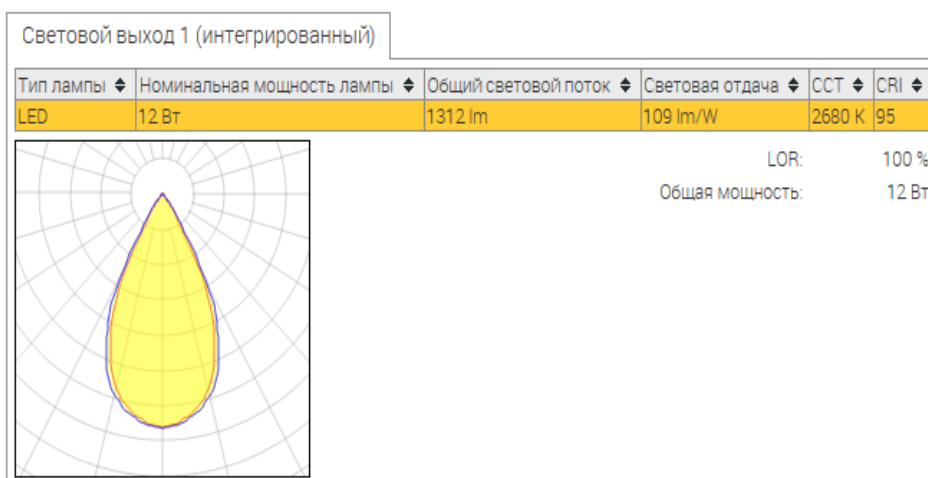 Световой выход 1 (интегрированный)
Тип лампы Номинальная мощность лампы Общий световой поток Световая отдача CCT CRI
LED 12 Вт 1312 lm 109 lm/W 2680 K 95
LOR: 100 %
Общая мощность: 12 Вт